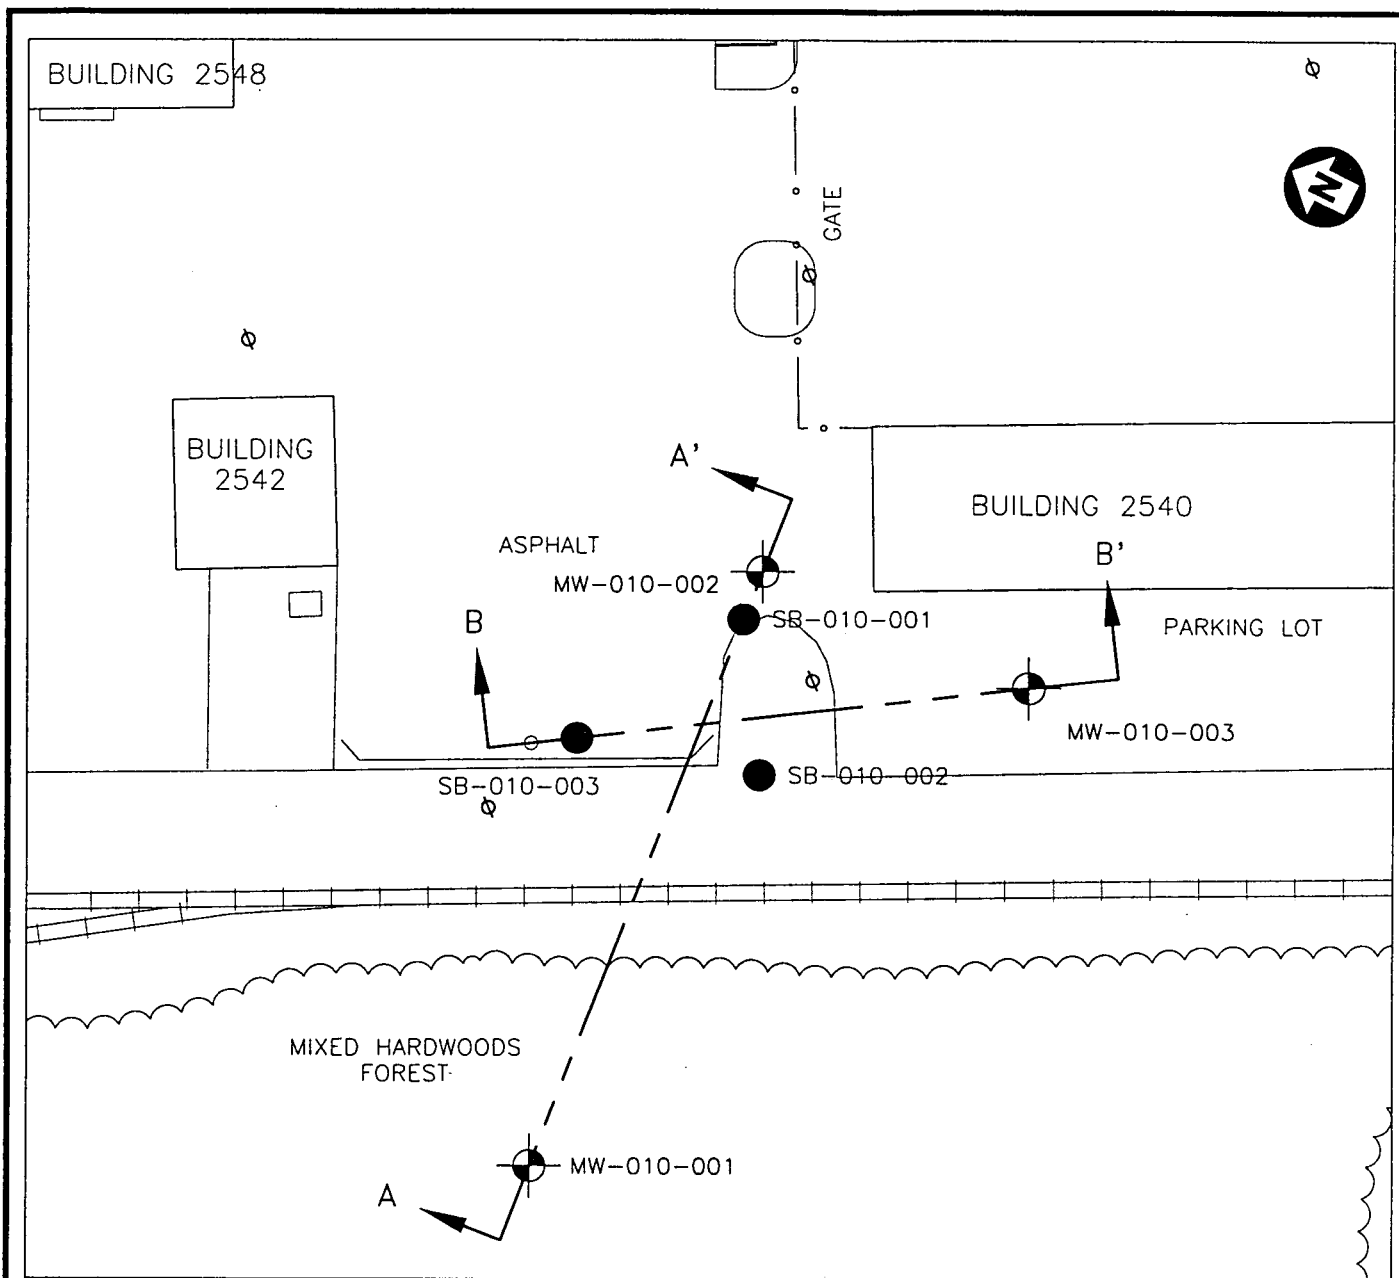 BUILDING 2548
N
GATE
BUILDING
2542
A'
BUILDING 2540
ASPHALT
B'
MW-010-002
SB-010-001
B
PARKING LOT
MW-010-003
SB-010-003
SB-010-002
MIXED HARDWOODS
FOREST
MW-010-001
A